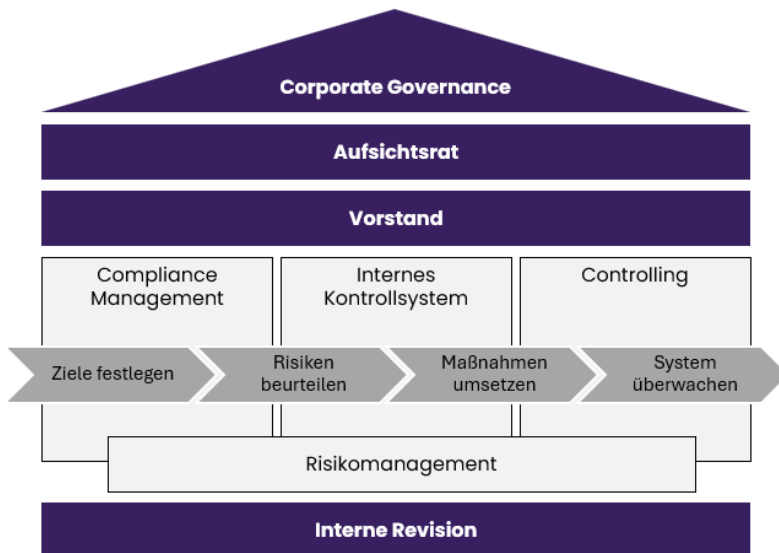 Corporate Governance
Aufsichtsrat
Vorstand
Compliance
Management
Internes
Kontrollsystem
Controlling
Ziele festlegen
Risiken
beurteilen
Maßnahmen
umsetzen
System
überwachen
Risikomanagement
Interne Revision